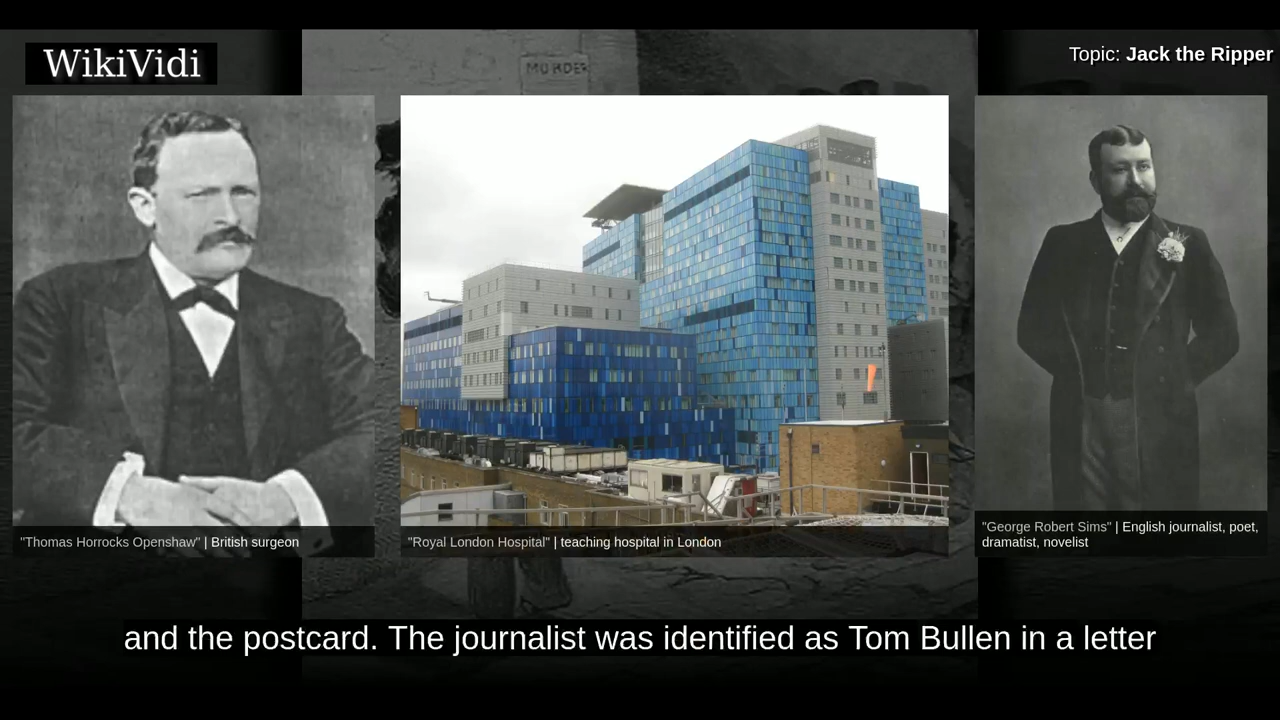 WikiVidi
Topic: Jack the Ripper
MURDER
"Thomas Horrocks Openshaw" | British surgeon
"Royal London Hospital" | teaching hospital in London
"George Robert Sims" | English journalist, poet,
dramatist, novelist
and the postcard. The journalist was identified as Tom Bullen in a letter